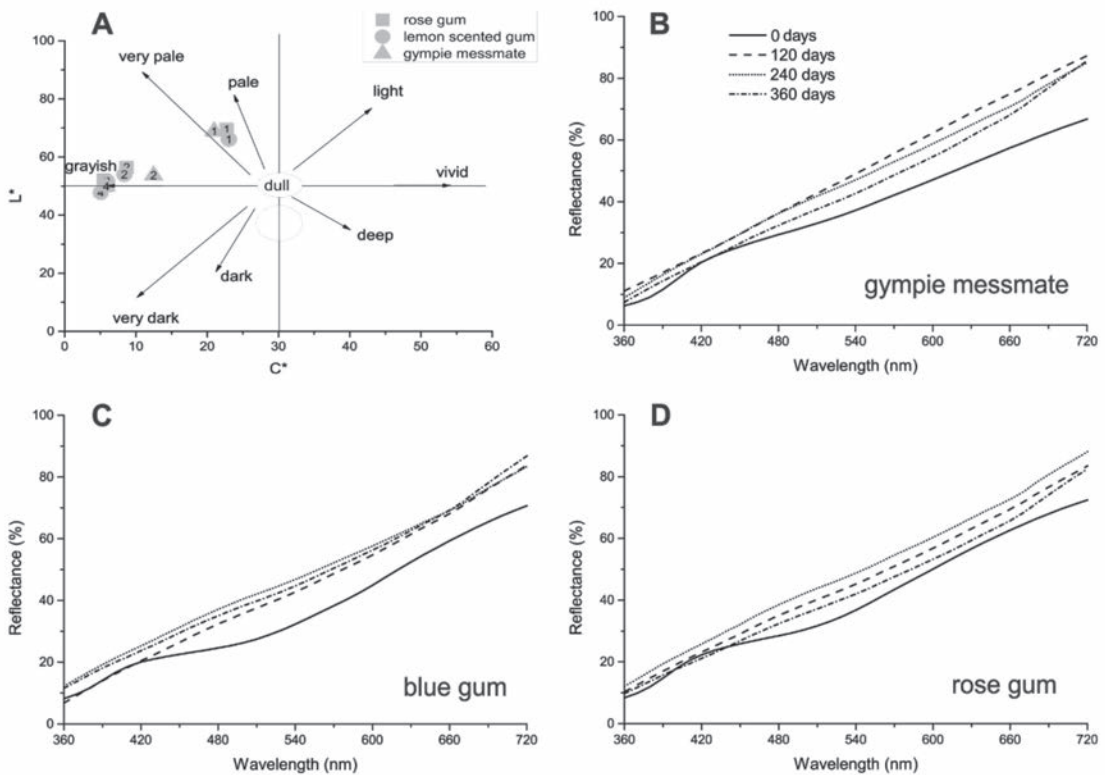 A
rose gum
lemon scented gum
gympie messmate
100
80
60
40
20
0
L*
very pale
pale
light
grayish
dull
vivid
deep
dark
very dark
1
1
1
2
2
2
4
4
0 10 20 30 40 50 60
C*
B
0 days
120 days
240 days
360 days
100
80
60
40
20
0
Reflectance (%)
gympie messmate
360 420 480 540 600 660 720
Wavelength (nm)
C
100
80
60
40
20
0
Reflectance (%)
blue gum
360 420 480 540 600 660 720
Wavelength (nm)
D
100
80
60
40
20
0
Reflectance (%)
rose gum
360 420 480 540 600 660 720
Wavelength (nm)